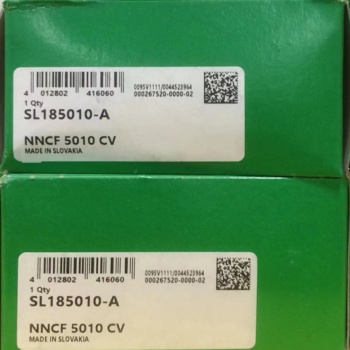 4 012802 416060
0095V1111/0044523964
000267520-0000-02
1 Qty
SL185010-A
NNCF 5010 CV
MADE IN SLOVAKIA
4 012802 416060
0095V1111/0044523964
000267520-0000-02
1 Qty
SL185010-A
NNCF 5010 CV
MADE IN SLOVAKIA